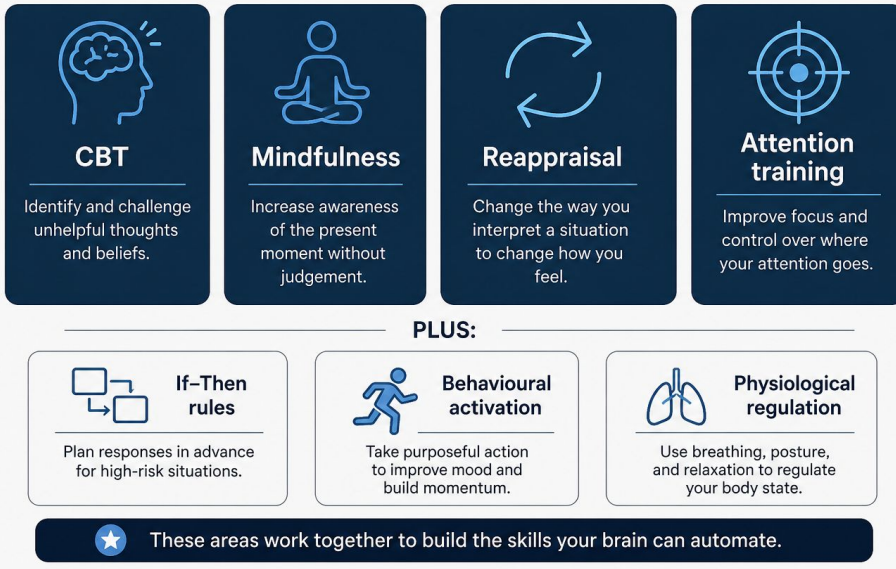 CBT
Identify and challenge
unhelpful thoughts
and beliefs.
Mindfulness
Increase awareness
of the present
moment without
judgement.
Reappraisal
Change the way you
interpret a situation
to change how you
feel.
Attention
training
Improve focus and
control over where
your attention goes.
PLUS:
If–Then
rules
Plan responses in advance
for high-risk situations.
Behavioural
activation
Take purposeful action
to improve mood and
build momentum.
Physiological
regulation
Use breathing, posture,
and relaxation to regulate
your body state.
These areas work together to build the skills your brain can automate.